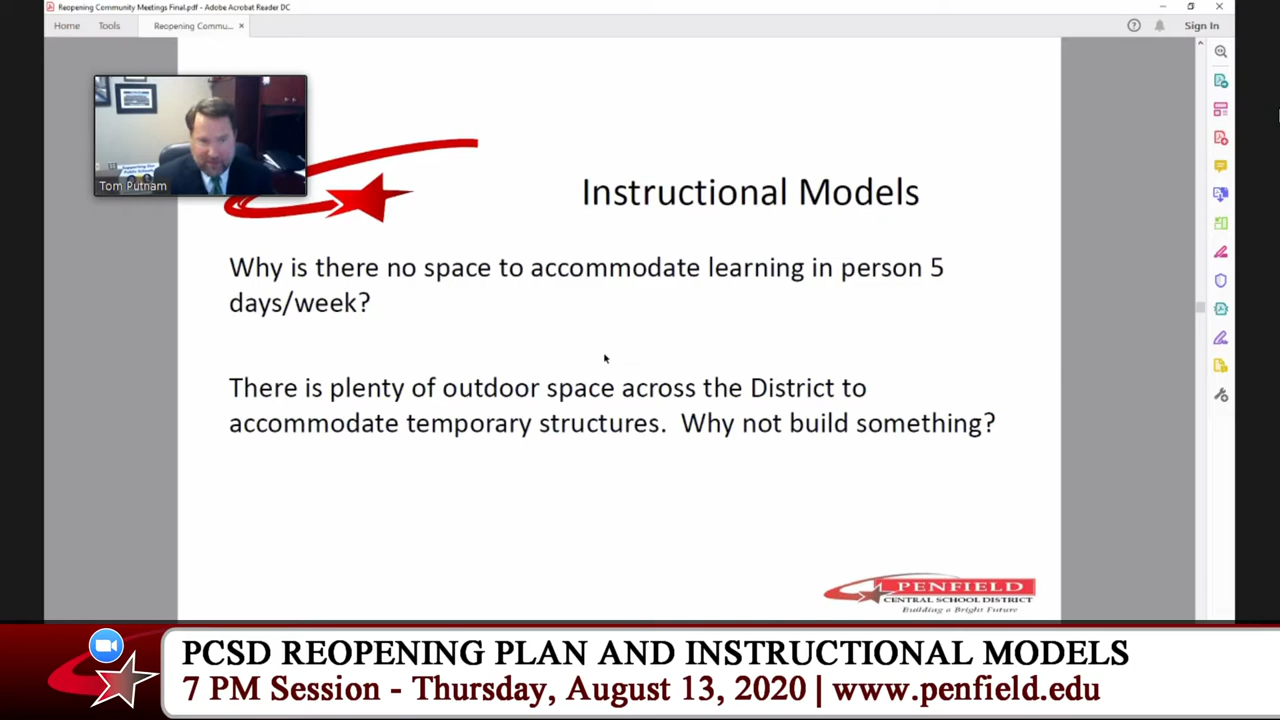 Reopening Community Meetings Final.pdf - Adobe Acrobat Reader DC
Home
Tools
Reopening Commu...
Sign In
Tom Putnam
Instructional Models
Why is there no space to accommodate learning in person 5
days/week?
There is plenty of outdoor space across the District to
accommodate temporary structures. Why not build something?
PENFIELD
CENTRAL SCHOOL DISTRICT
Building a Bright Future
PCSD REOPENING PLAN AND INSTRUCTIONAL MODELS
7 PM Session - Thursday, August 13, 2020 | www.penfield.edu